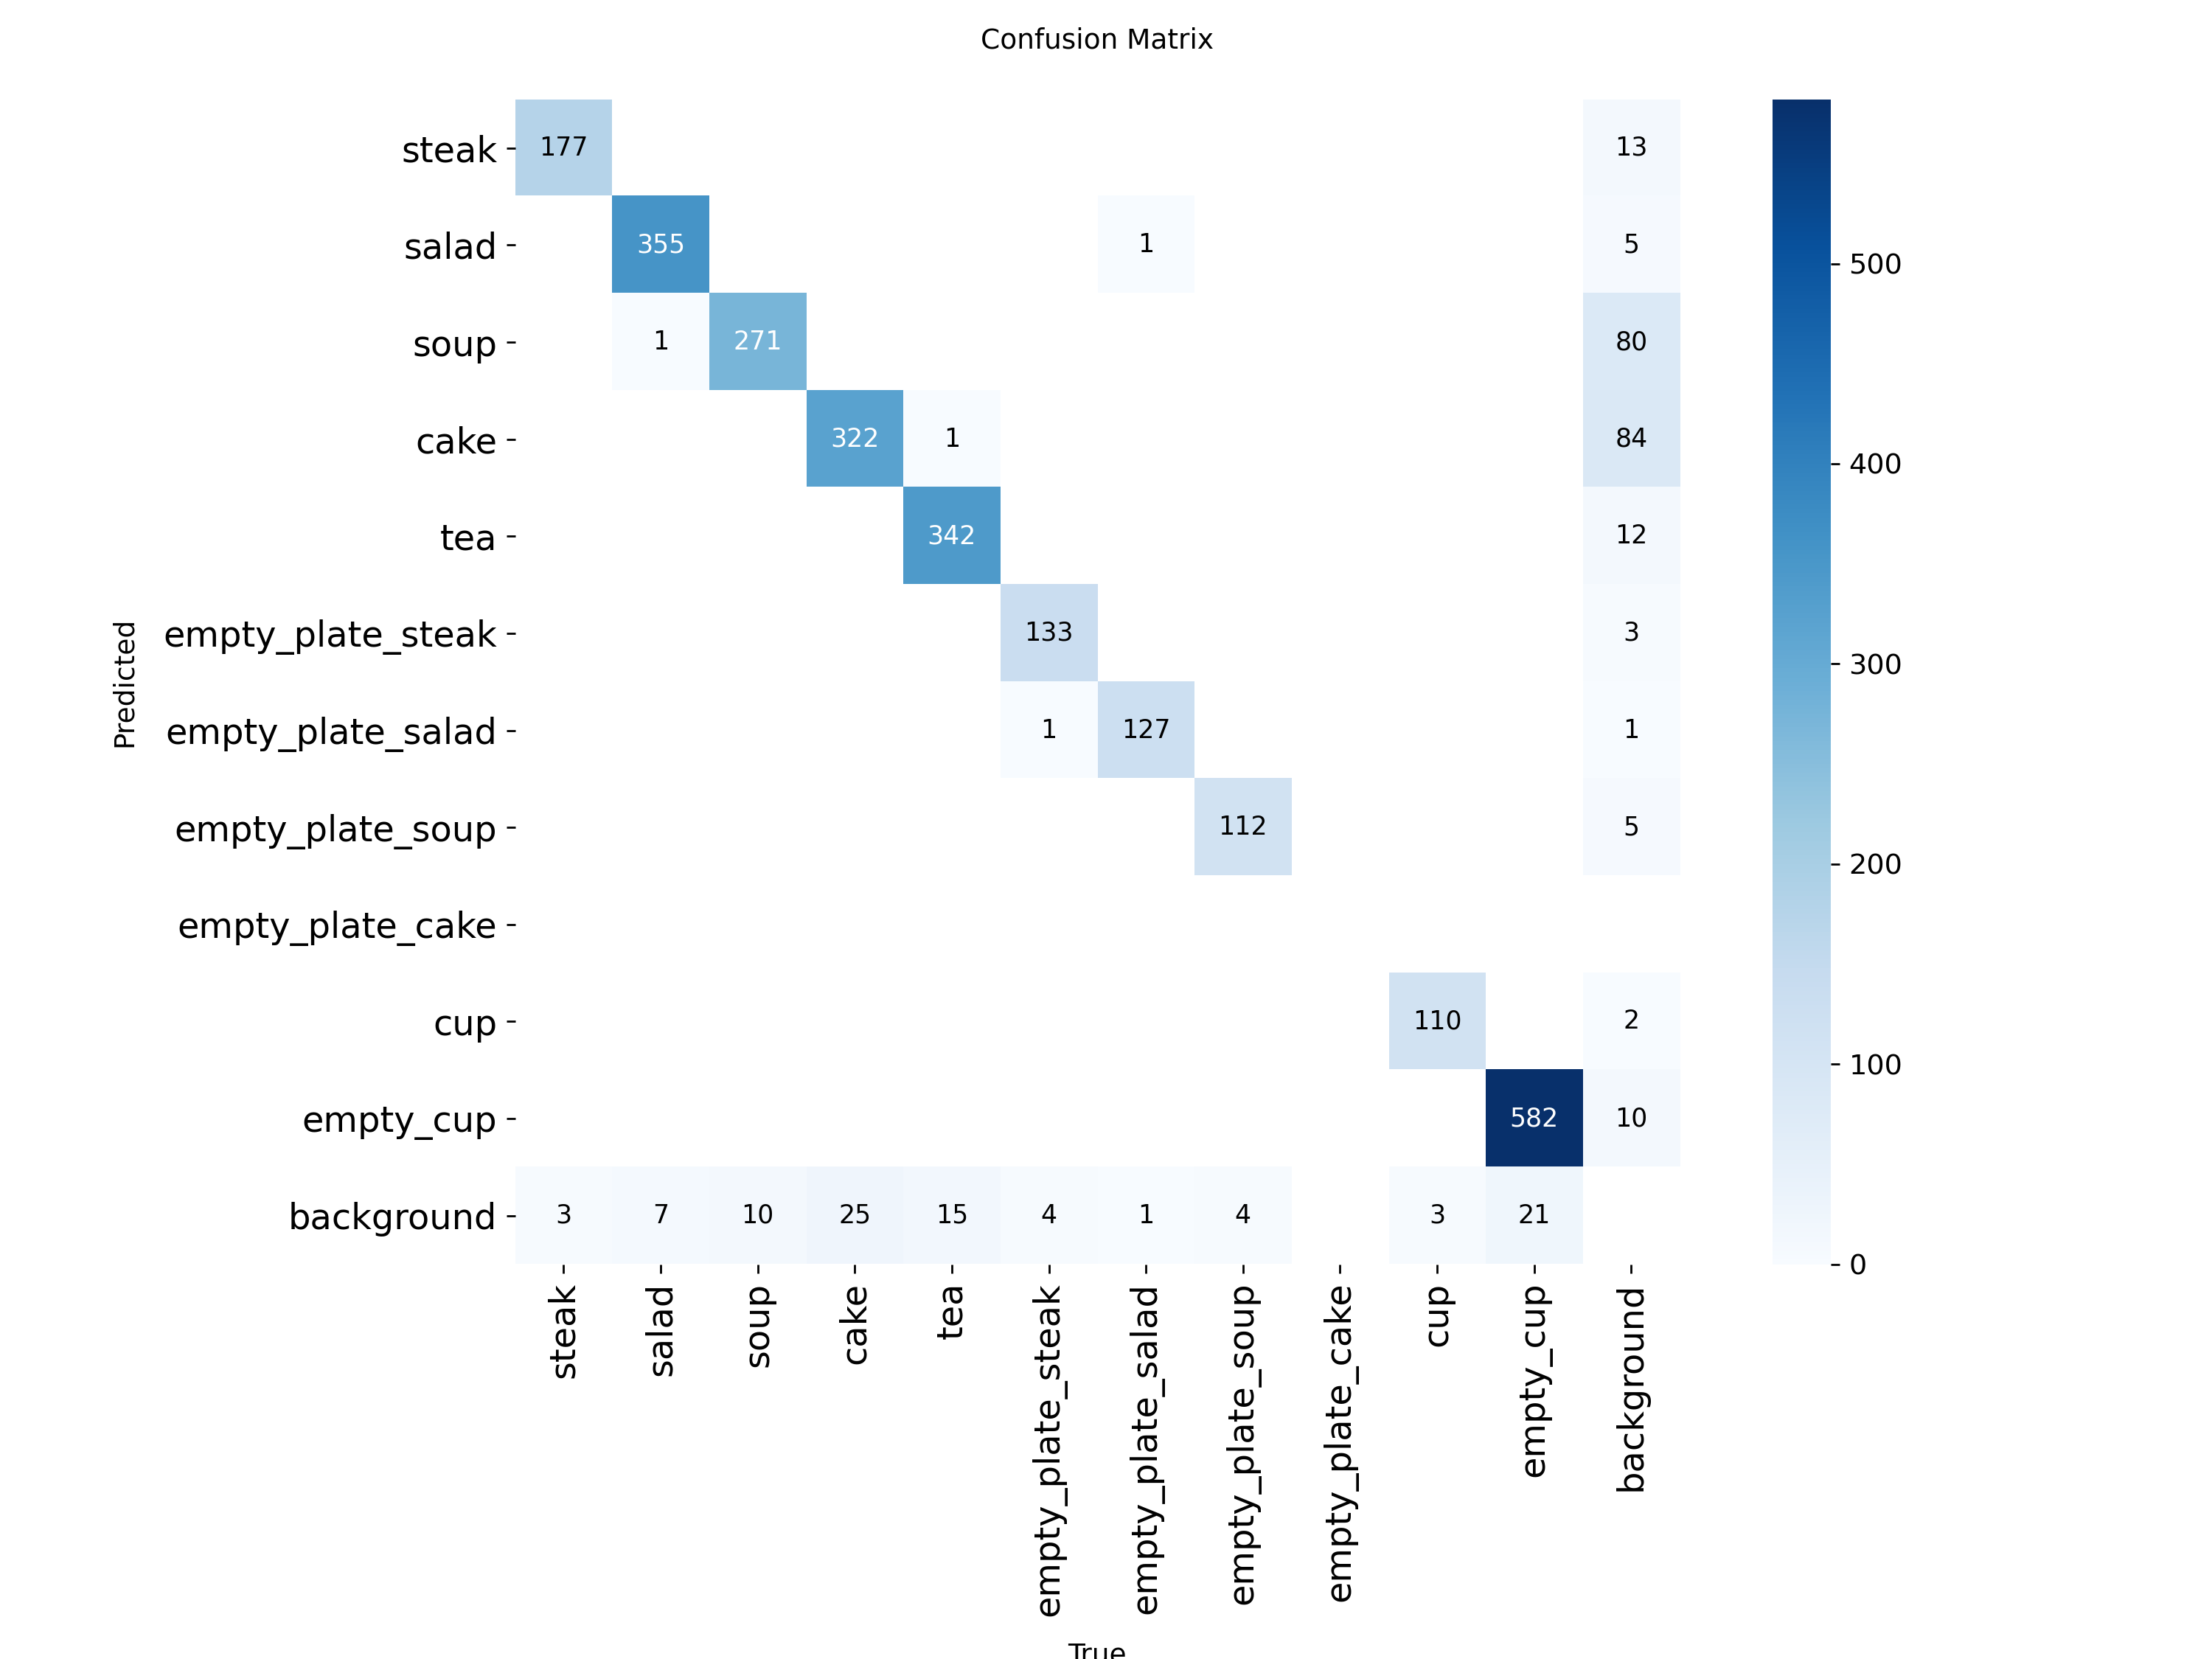 Confusion Matrix
steak 177 13
salad 355 1 5 500
soup 1 271 80
cake 322 1 84 400
tea 342 12
empty_plate_steak 133 3 300
Predicted
empty_plate_salad 1 127 1
empty_plate_soup 112 5 200
empty_plate_cake
cup 110 2 100
empty_cup 582 10
background 3 7 10 25 15 4 1 4 3 21 0
steak salad soup cake tea empty_plate_steak empty_plate_salad empty_plate_soup empty_plate_cake cup empty_cup background
True